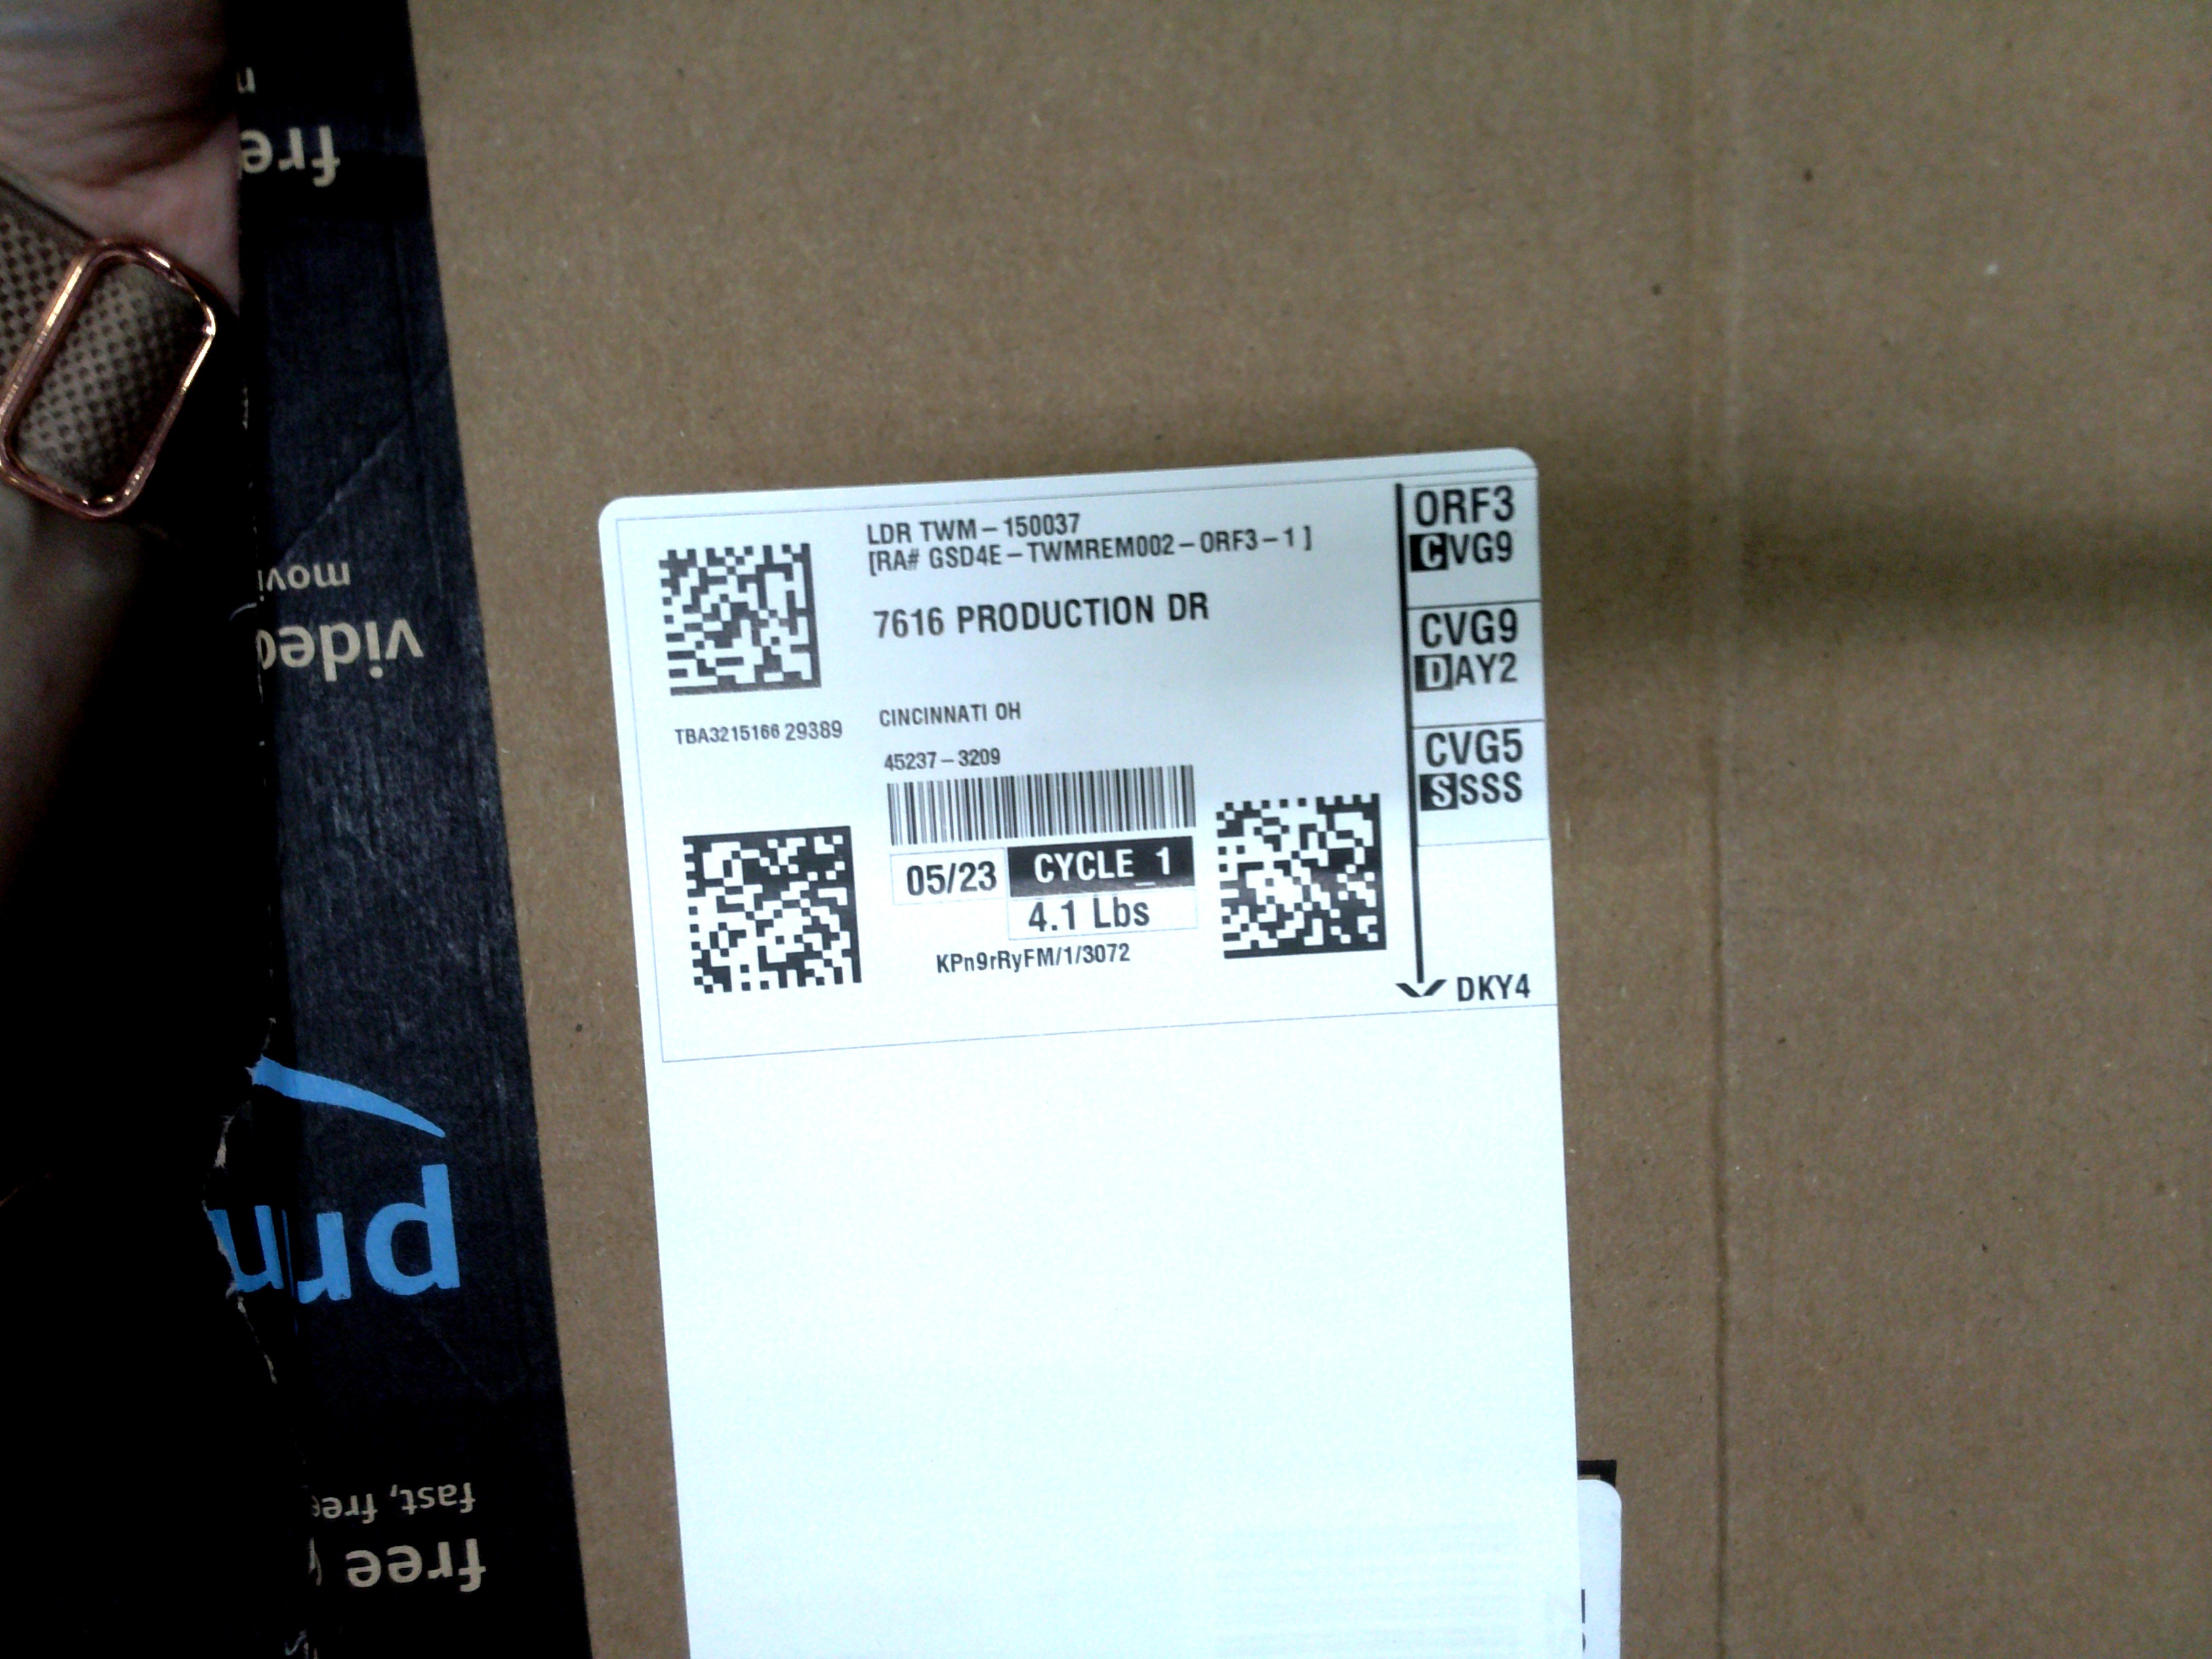 LDR TWM-150037
[RA# GSD4E-TWMREM002-ORF3-1 ]
7616 PRODUCTION DR
CINCINNATI OH
45237-3209
TBA3215166 29389
05/23
CYCLE_1
4.1 Lbs
KPn9rRyFM/1/3072
ORF3
CVG9
CVG9
DAY2
CVG5
SSSS
DKY4
free
fast, free
video
movi
fre